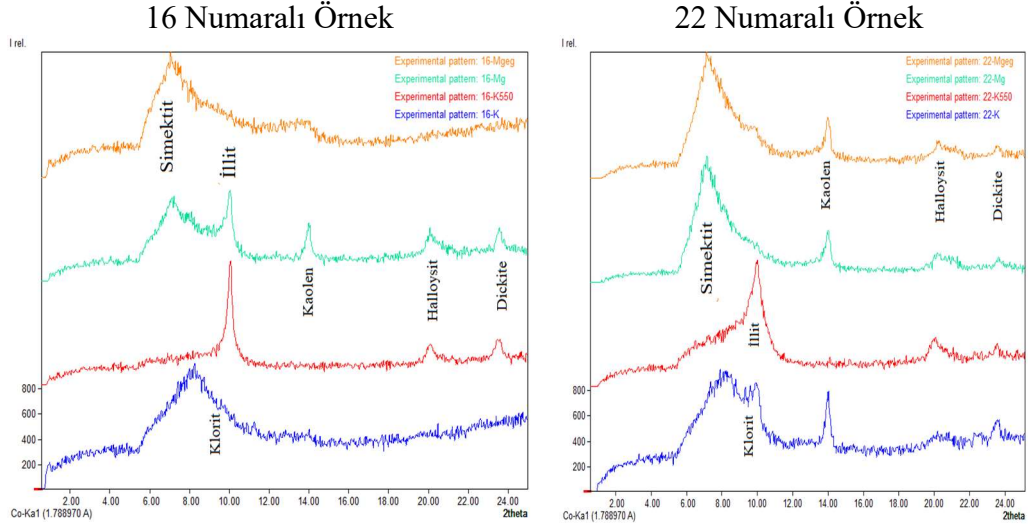 16 Numaralı Örnek
I rel.
Experimental pattern: 16-Mgeg
Experimental pattern: 16-Mg
Experimental pattern: 16-K550
Experimental pattern: 16-K
Simektit
İllit
Kaolen
Halloysit
Dickite
Klorit
800
600
400
200
2.00 4.00 6.00 8.00 10.00 12.00 14.00 16.00 18.00 20.00 22.00 24.00
Co-Ka1 (1.788970 A) 2theta
22 Numaralı Örnek
I rel.
Experimental pattern: 22-Mgeg
Experimental pattern: 22-Mg
Experimental pattern: 22-K550
Experimental pattern: 22-K
Simektit
Kaolen
Halloysit
Dickite
İllit
Klorit
800
600
400
200
2.00 4.00 6.00 8.00 10.00 12.00 14.00 16.00 18.00 20.00 22.00 24.00
Co-Ka1 (1.788970 A) 2theta